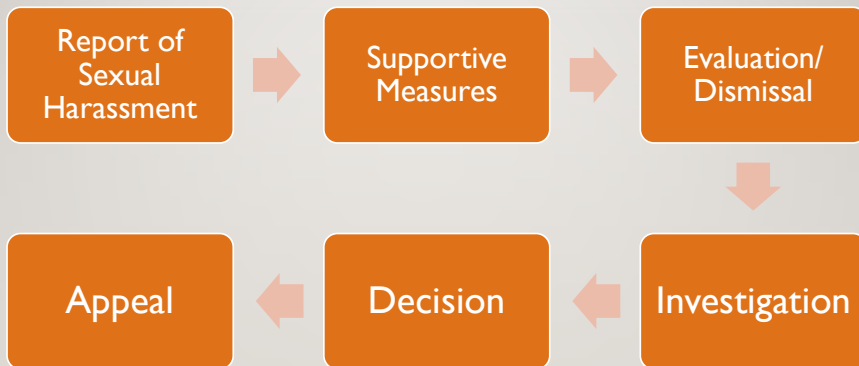 Report of
Sexual
Harassment
Supportive
Measures
Evaluation/
Dismissal
Investigation
Decision
Appeal